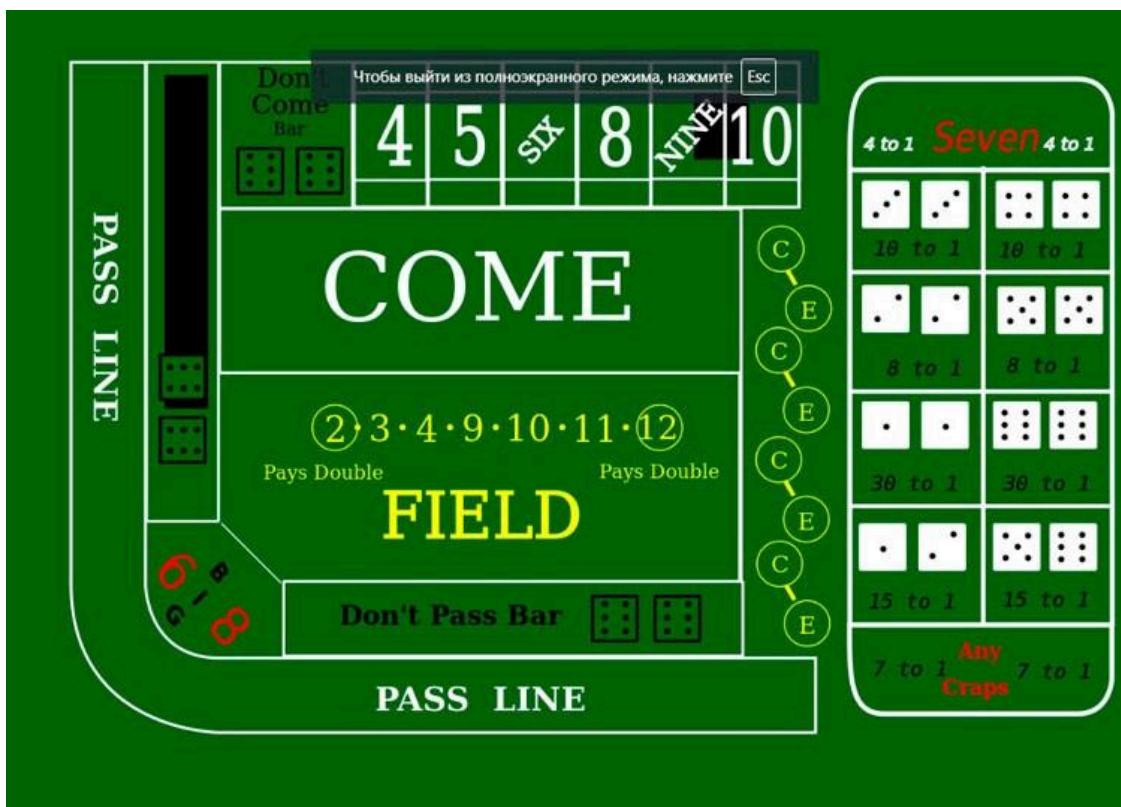 Чтобы выйти из полноэкранного режима, нажмите Esc
Don't
Come
Bar
4 5 SIX 8 NINE 10
PASS LINE
COME
2·3·4·9·10·11·12
Pays Double Pays Double
FIELD
6 8
BIG
Don't Pass Bar
PASS LINE
C
E
C
E
C
E
C
E
4 to 1 Seven 4 to 1
10 to 1 10 to 1
8 to 1 8 to 1
30 to 1 30 to 1
15 to 1 15 to 1
7 to 1 Any 7 to 1
Craps